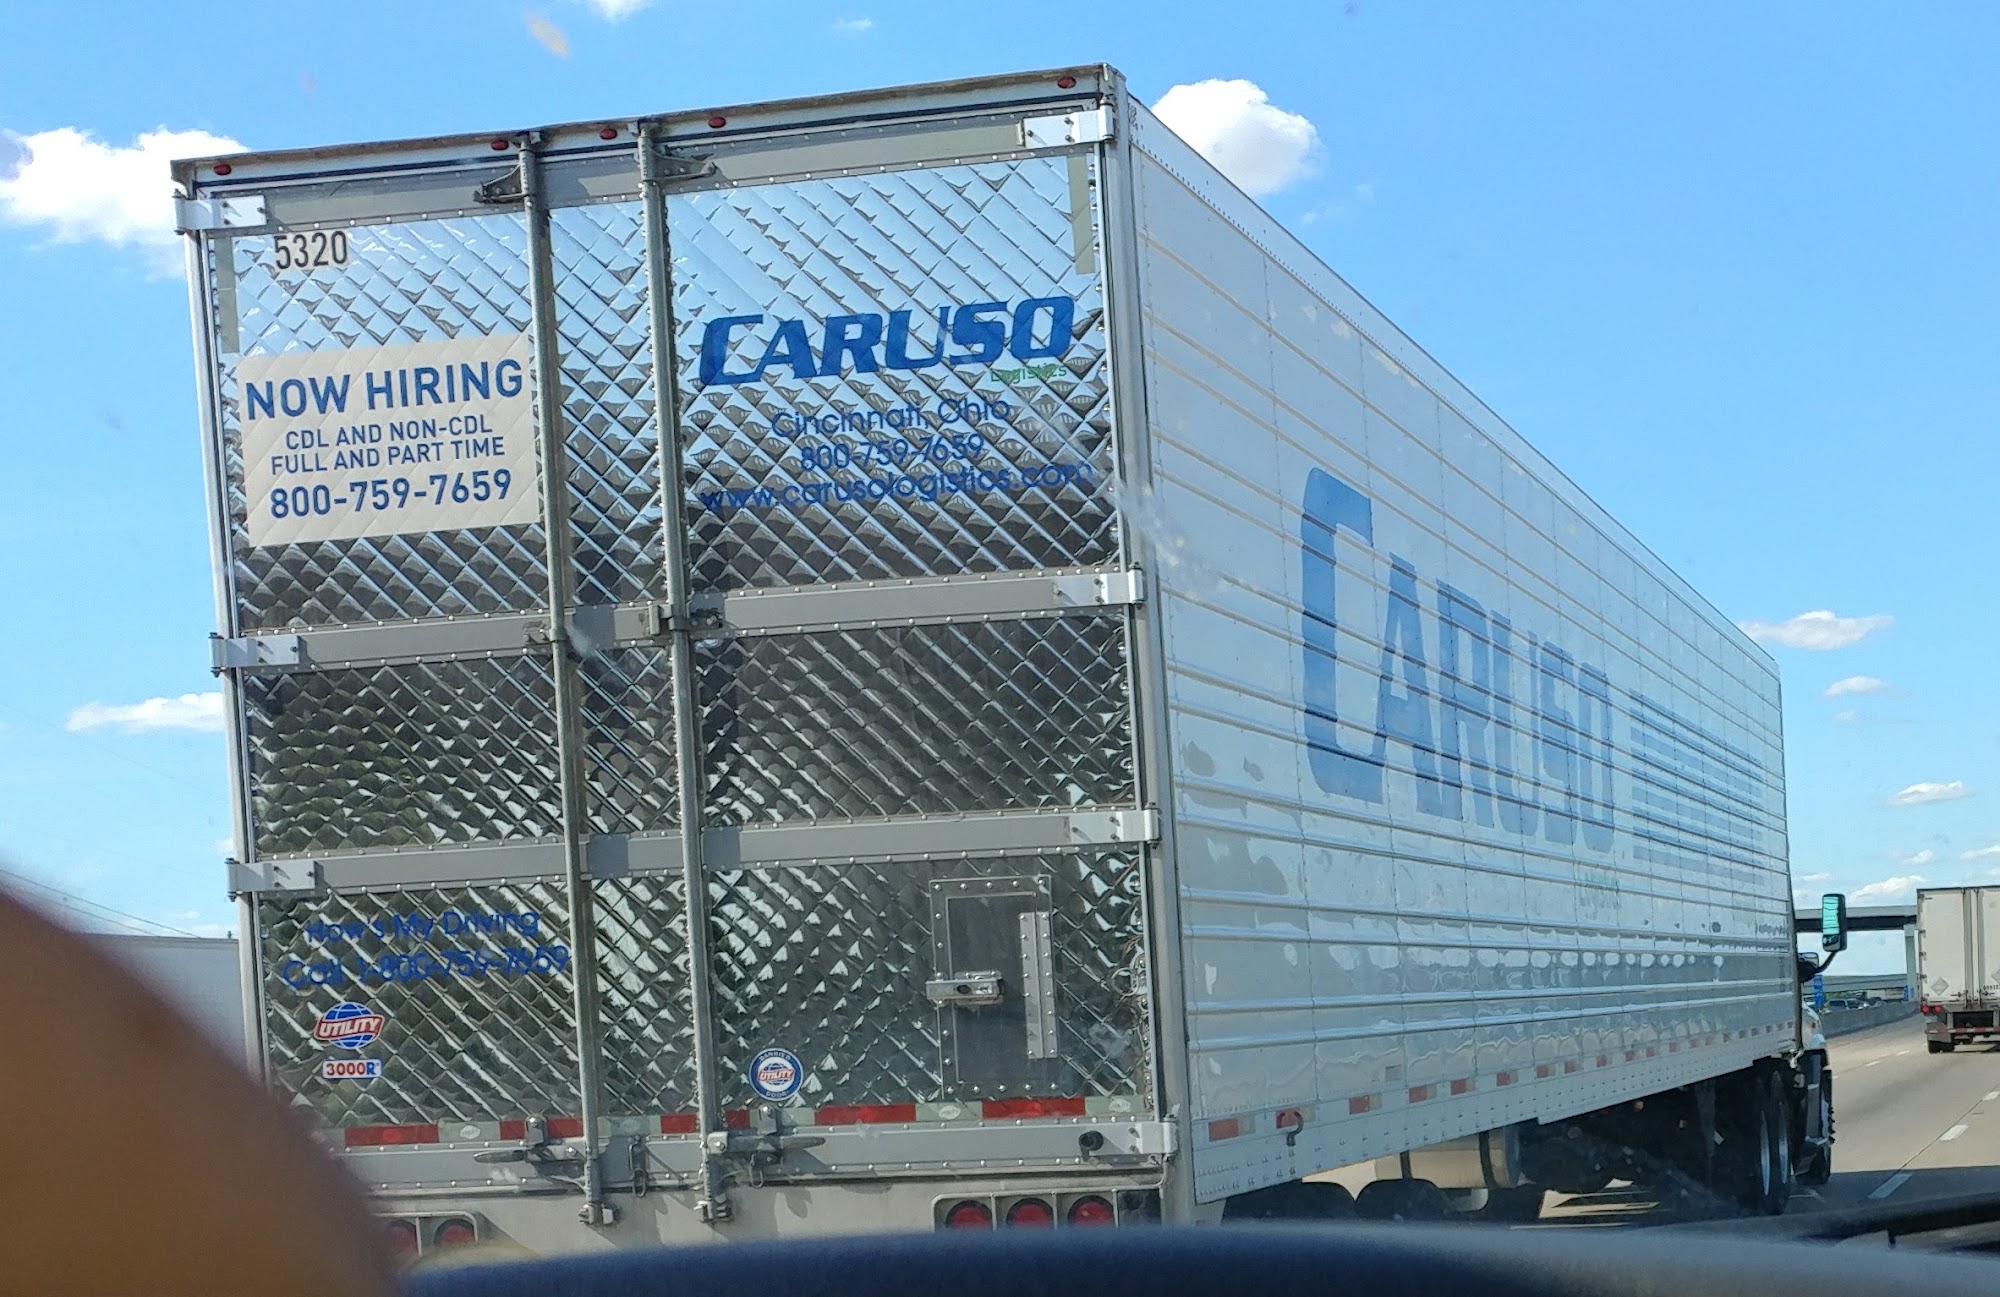 5320
NOW HIRING
CDL AND NON-CDL
FULL AND PART TIME
800-759-7659
CARUSO
Logistics
Cincinnati, Ohio
800-759-7659
www.carusologistics.com
How's My Driving
Call 1-800-759-7659
UTILITY
3000R
UTILITY
CARUSO